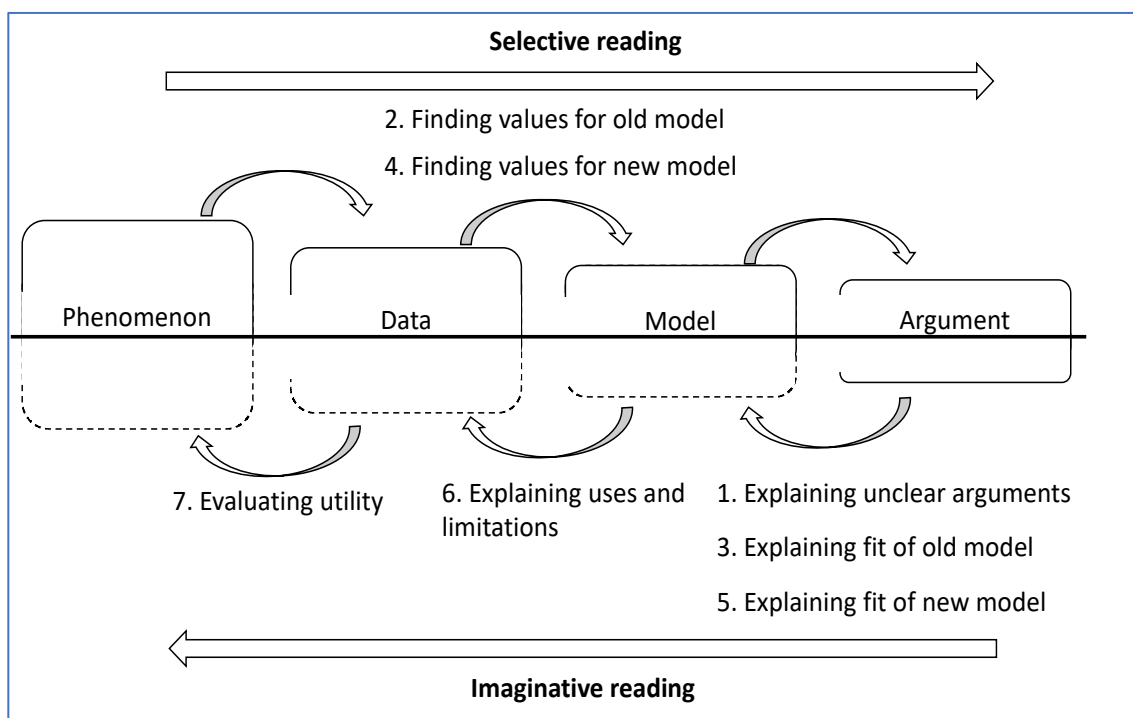 Selective reading
2. Finding values for old model
4. Finding values for new model
Phenomenon
Data
Model
Argument
7. Evaluating utility
6. Explaining uses and
limitations
1. Explaining unclear arguments
3. Explaining fit of old model
5. Explaining fit of new model
Imaginative reading